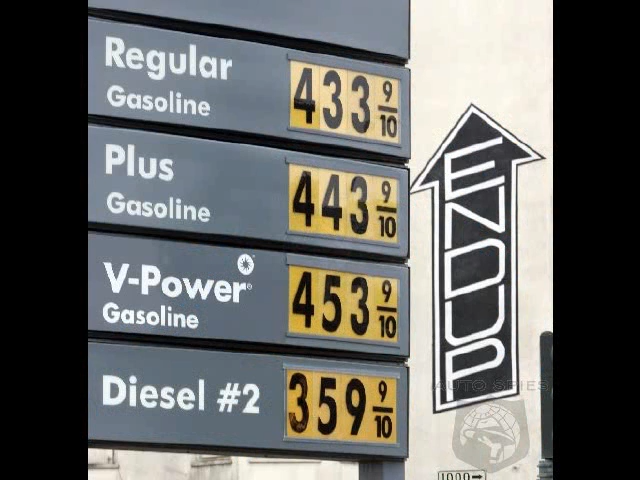 Regular
Gasoline
433 9/10
Plus
Gasoline
443 9/10
V-Power®
Gasoline
453 9/10
Diesel #2
359 9/10
ENDUP
AUTO SPIES
1000→